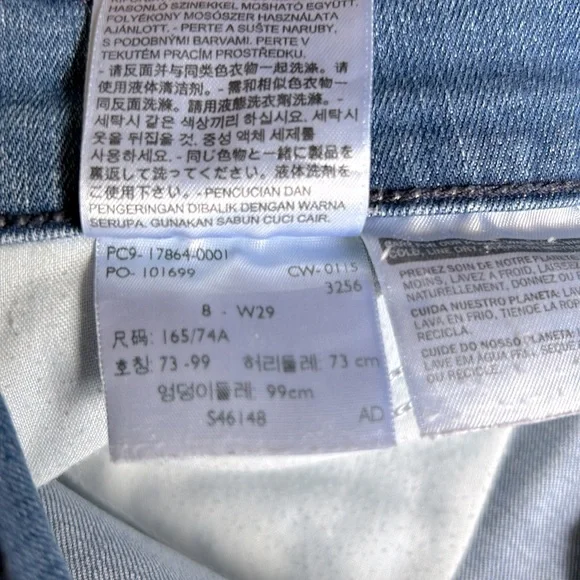 HASONLÓ SZÍNEKKEL MOSHATÓ EGYÜTT.
FOLYÉKONY MOSÓSZER HASZNÁLATA
AJÁNLOTT. - PERTE A SUŠTE NARUBY,
S PODOBNÝMI BARVAMI. PERTE V
TEKUTÉM PRACÍM PROSTŘEDKU.
- 请反面并与同类色衣物一起洗涤。请
使用液体清洁剂。- 需和相似色衣物一
同反面洗滌。請用液態洗衣劑洗滌。-
세탁시 같은 색상끼리 하십시요. 세탁시
옷을 뒤집을 것. 중성 액체 세제를
사용하세요. - 同じ色物と一緒に製品を
裏返して洗ってください。液体洗剤を
ご使用下さい。- PENCUCIAN DAN
PENGERINGAN DIBALIK DENGAN WARNA
SERUPA. GUNAKAN SABUN CUCI CAIR.
PC9- 17864-0001
PO- 101699 CW-0115
3256
8 - W29
尺码: 165/74A
호칭: 73 -99 허리둘레: 73 cm
엉덩이둘레: 99cm
S46148 AD
PRENEZ SOIN DE NOTRE PLANÈTE
MOINS, LAVEZ À FROID,
NATURELLEMENT, DONNEZ OU
CUIDA NUESTRO PLANETA:
LAVA EN FRÍO, TIENDE LA
RECICLA.
CUIDE DO NOSSO PLANETA:
LAVE EM ÁGUA
OU RECICLE.